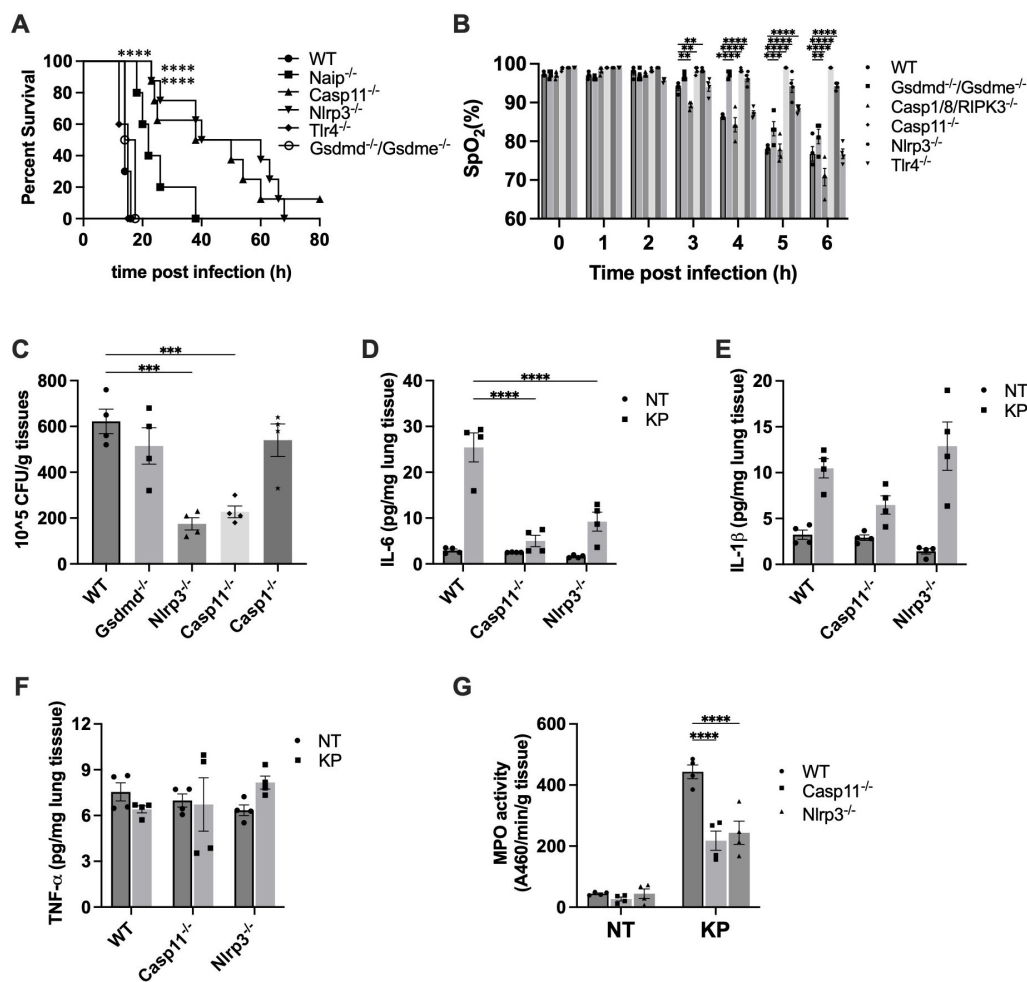 A
****
****
****
100
80
60
40
20
0
Percent Survival
0 20 40 60 80
time post infection (h)
WT
Naip-/-
Casp11-/-
Nlrp3-/-
Tlr4-/-
Gsdmd-/-/Gsdme-/-
B
100
90
80
70
60
SpO2(%)
0 1 2 3 4 5 6
Time post infection (h)
WT
Gsdmd-/-/Gsdme-/-
Casp1/8/RIPK3-/-
Casp11-/-
Nlrp3-/-
Tlr4-/-
C
***
***
800
600
400
200
0
10^5 CFU/g tissues
WT
Gsdmd-/-
Nlrp3-/-
Casp11-/-
Casp1-/-
D
****
****
40
30
20
10
0
IL-6 (pg/mg lung tissue)
WT
Casp11-/-
Nlrp3-/-
NT
KP
E
20
15
10
5
0
IL-1β (pg/mg lung tissue)
WT
Casp11-/-
Nlrp3-/-
NT
KP
F
12
9
6
3
0
TNF-α (pg/mg lung tisssue)
WT
Casp11-/-
Nlrp3-/-
NT
KP
G
****
****
600
400
200
0
MPO activity
(A460/min/g tissue)
NT KP
WT
Casp11-/-
Nlrp3-/-